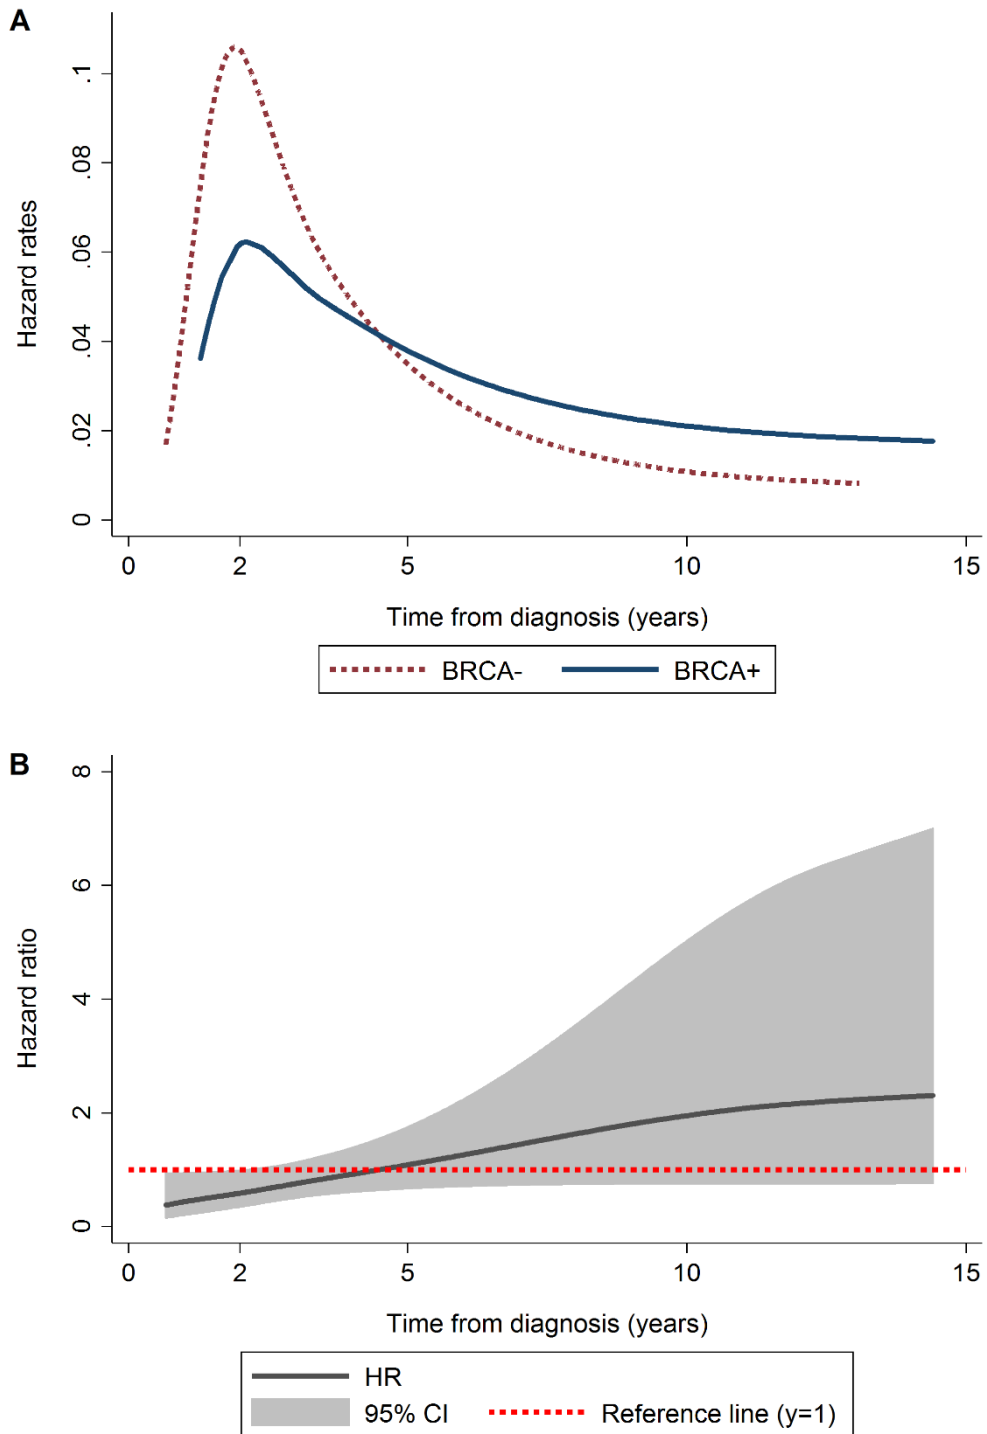 A
.1
.08
.06
.04
.02
0
Hazard rates
0 2 5 10 15
Time from diagnosis (years)
BRCA- BRCA+
B
8
6
4
2
0
Hazard ratio
0 2 5 10 15
Time from diagnosis (years)
HR
95% CI Reference line (y=1)